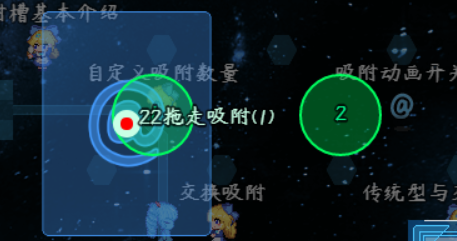 附槽基本介绍
自定义吸附数量
吸附动画开关
22拖走吸附(1)
2
@
交换吸附
传统型与